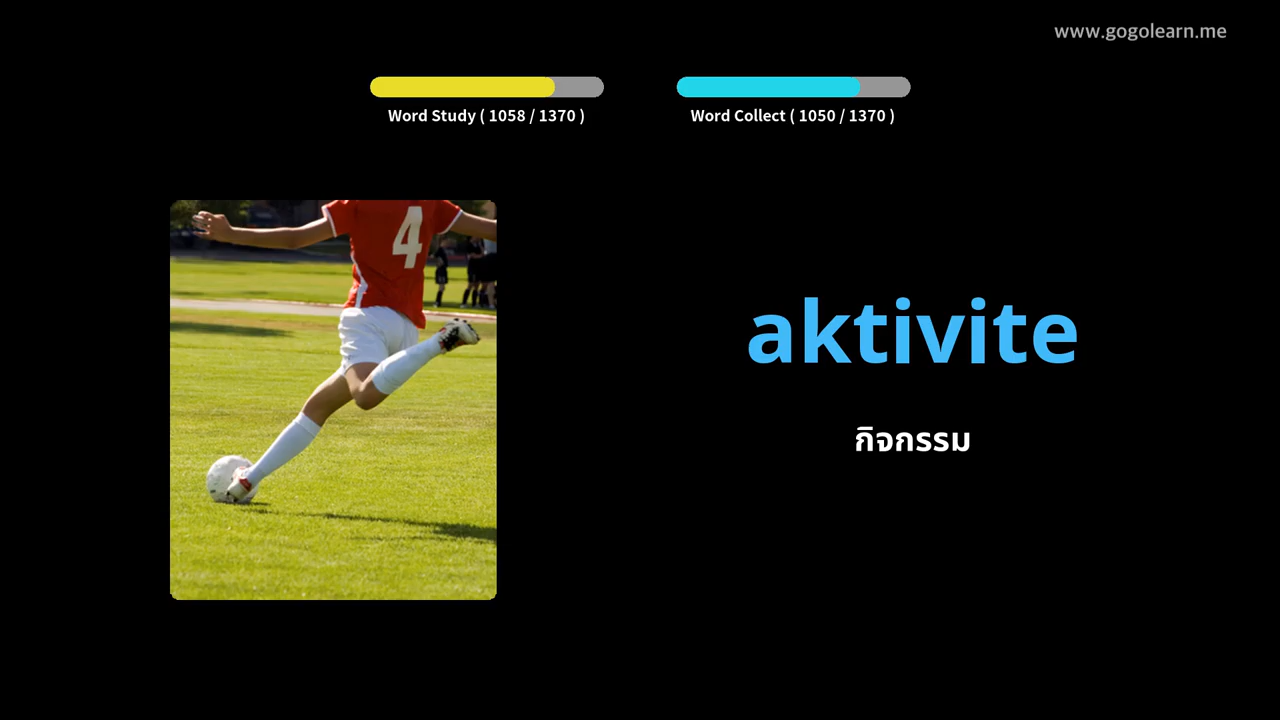 www.gogolearn.me
Word Study ( 1058 / 1370 )
Word Collect ( 1050 / 1370 )
4
aktivite
กิจกรรม